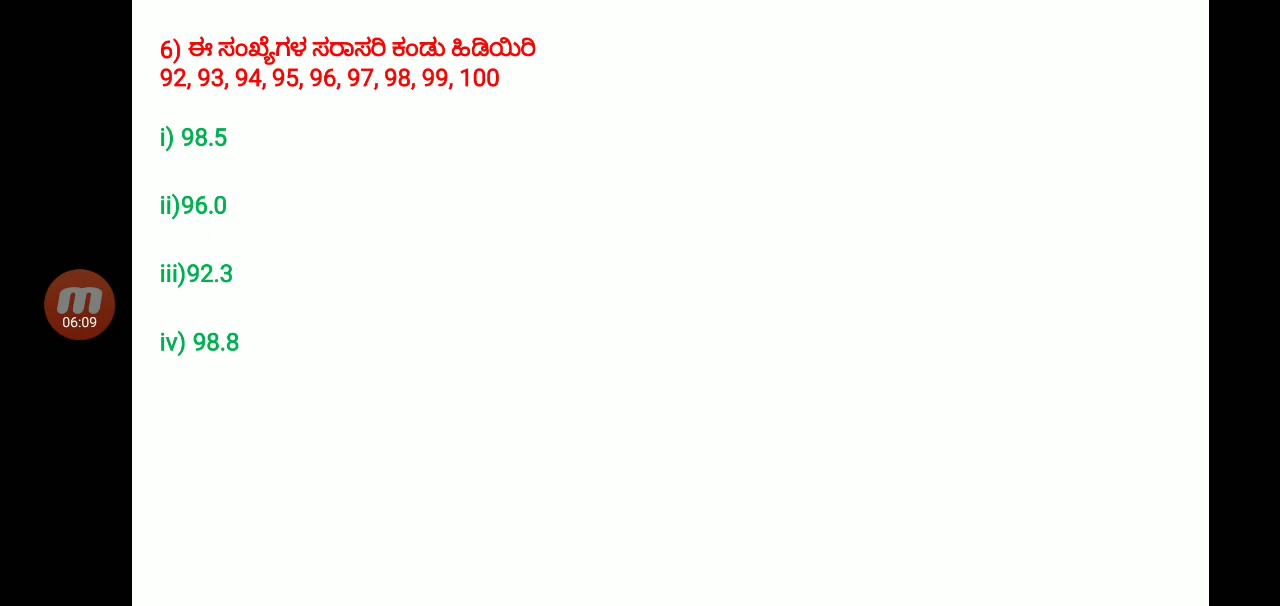 6) ಈ ಸಂಖ್ಯೆಗಳ ಸರಾಸರಿ ಕಂಡು ಹಿಡಿಯಿರಿ
92, 93, 94, 95, 96, 97, 98, 99, 100
i) 98.5
ii)96.0
iii)92.3
iv) 98.8
06:09